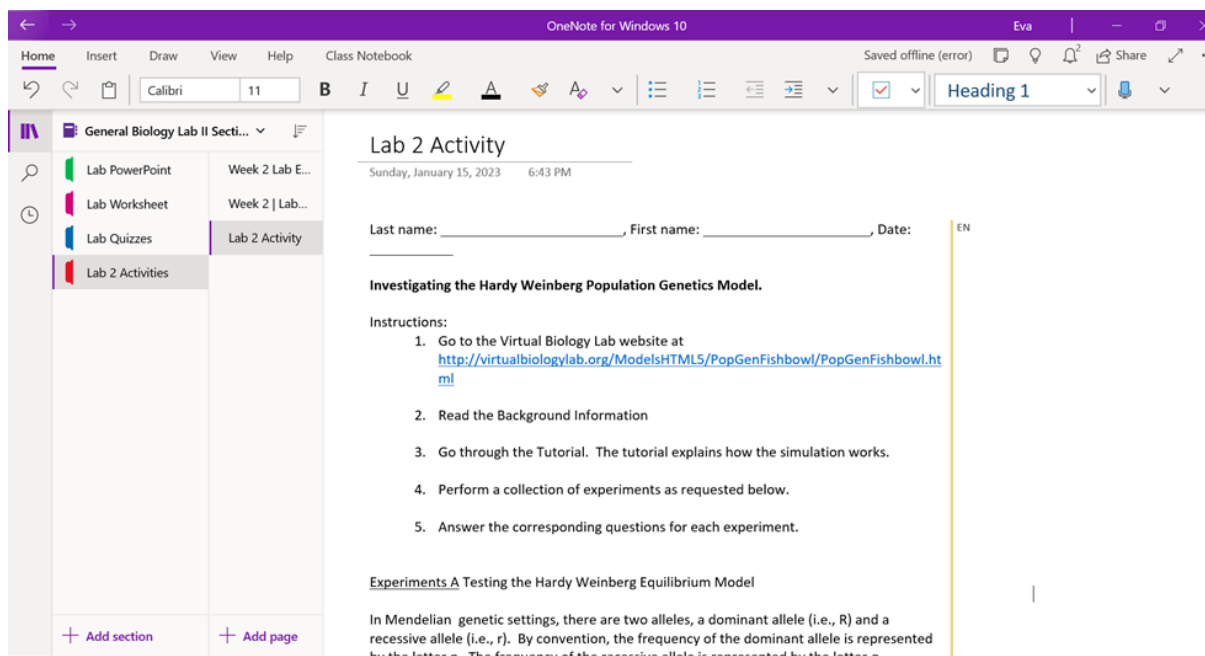 OneNote for Windows 10
Eva
Home Insert Draw View Help Class Notebook
Saved offline (error)
2
Share
Calibri
11
B I U
A
A
Heading 1
General Biology Lab II Secti...
Lab PowerPoint
Lab Worksheet
Lab Quizzes
Lab 2 Activities
Add section
Week 2 Lab E...
Week 2 | Lab...
Lab 2 Activity
Add page
Lab 2 Activity
Sunday, January 15, 2023 6:43 PM
Last name: __________________________, First name: ________________________, Date:
____________
EN
Investigating the Hardy Weinberg Population Genetics Model.
Instructions:
1. Go to the Virtual Biology Lab website at
http://virtualbiologylab.org/ModelsHTML5/PopGenFishbowl/PopGenFishbowl.ht
ml
2. Read the Background Information
3. Go through the Tutorial. The tutorial explains how the simulation works.
4. Perform a collection of experiments as requested below.
5. Answer the corresponding questions for each experiment.
Experiments A Testing the Hardy Weinberg Equilibrium Model
In Mendelian genetic settings, there are two alleles, a dominant allele (i.e., R) and a
recessive allele (i.e., r). By convention, the frequency of the dominant allele is represented